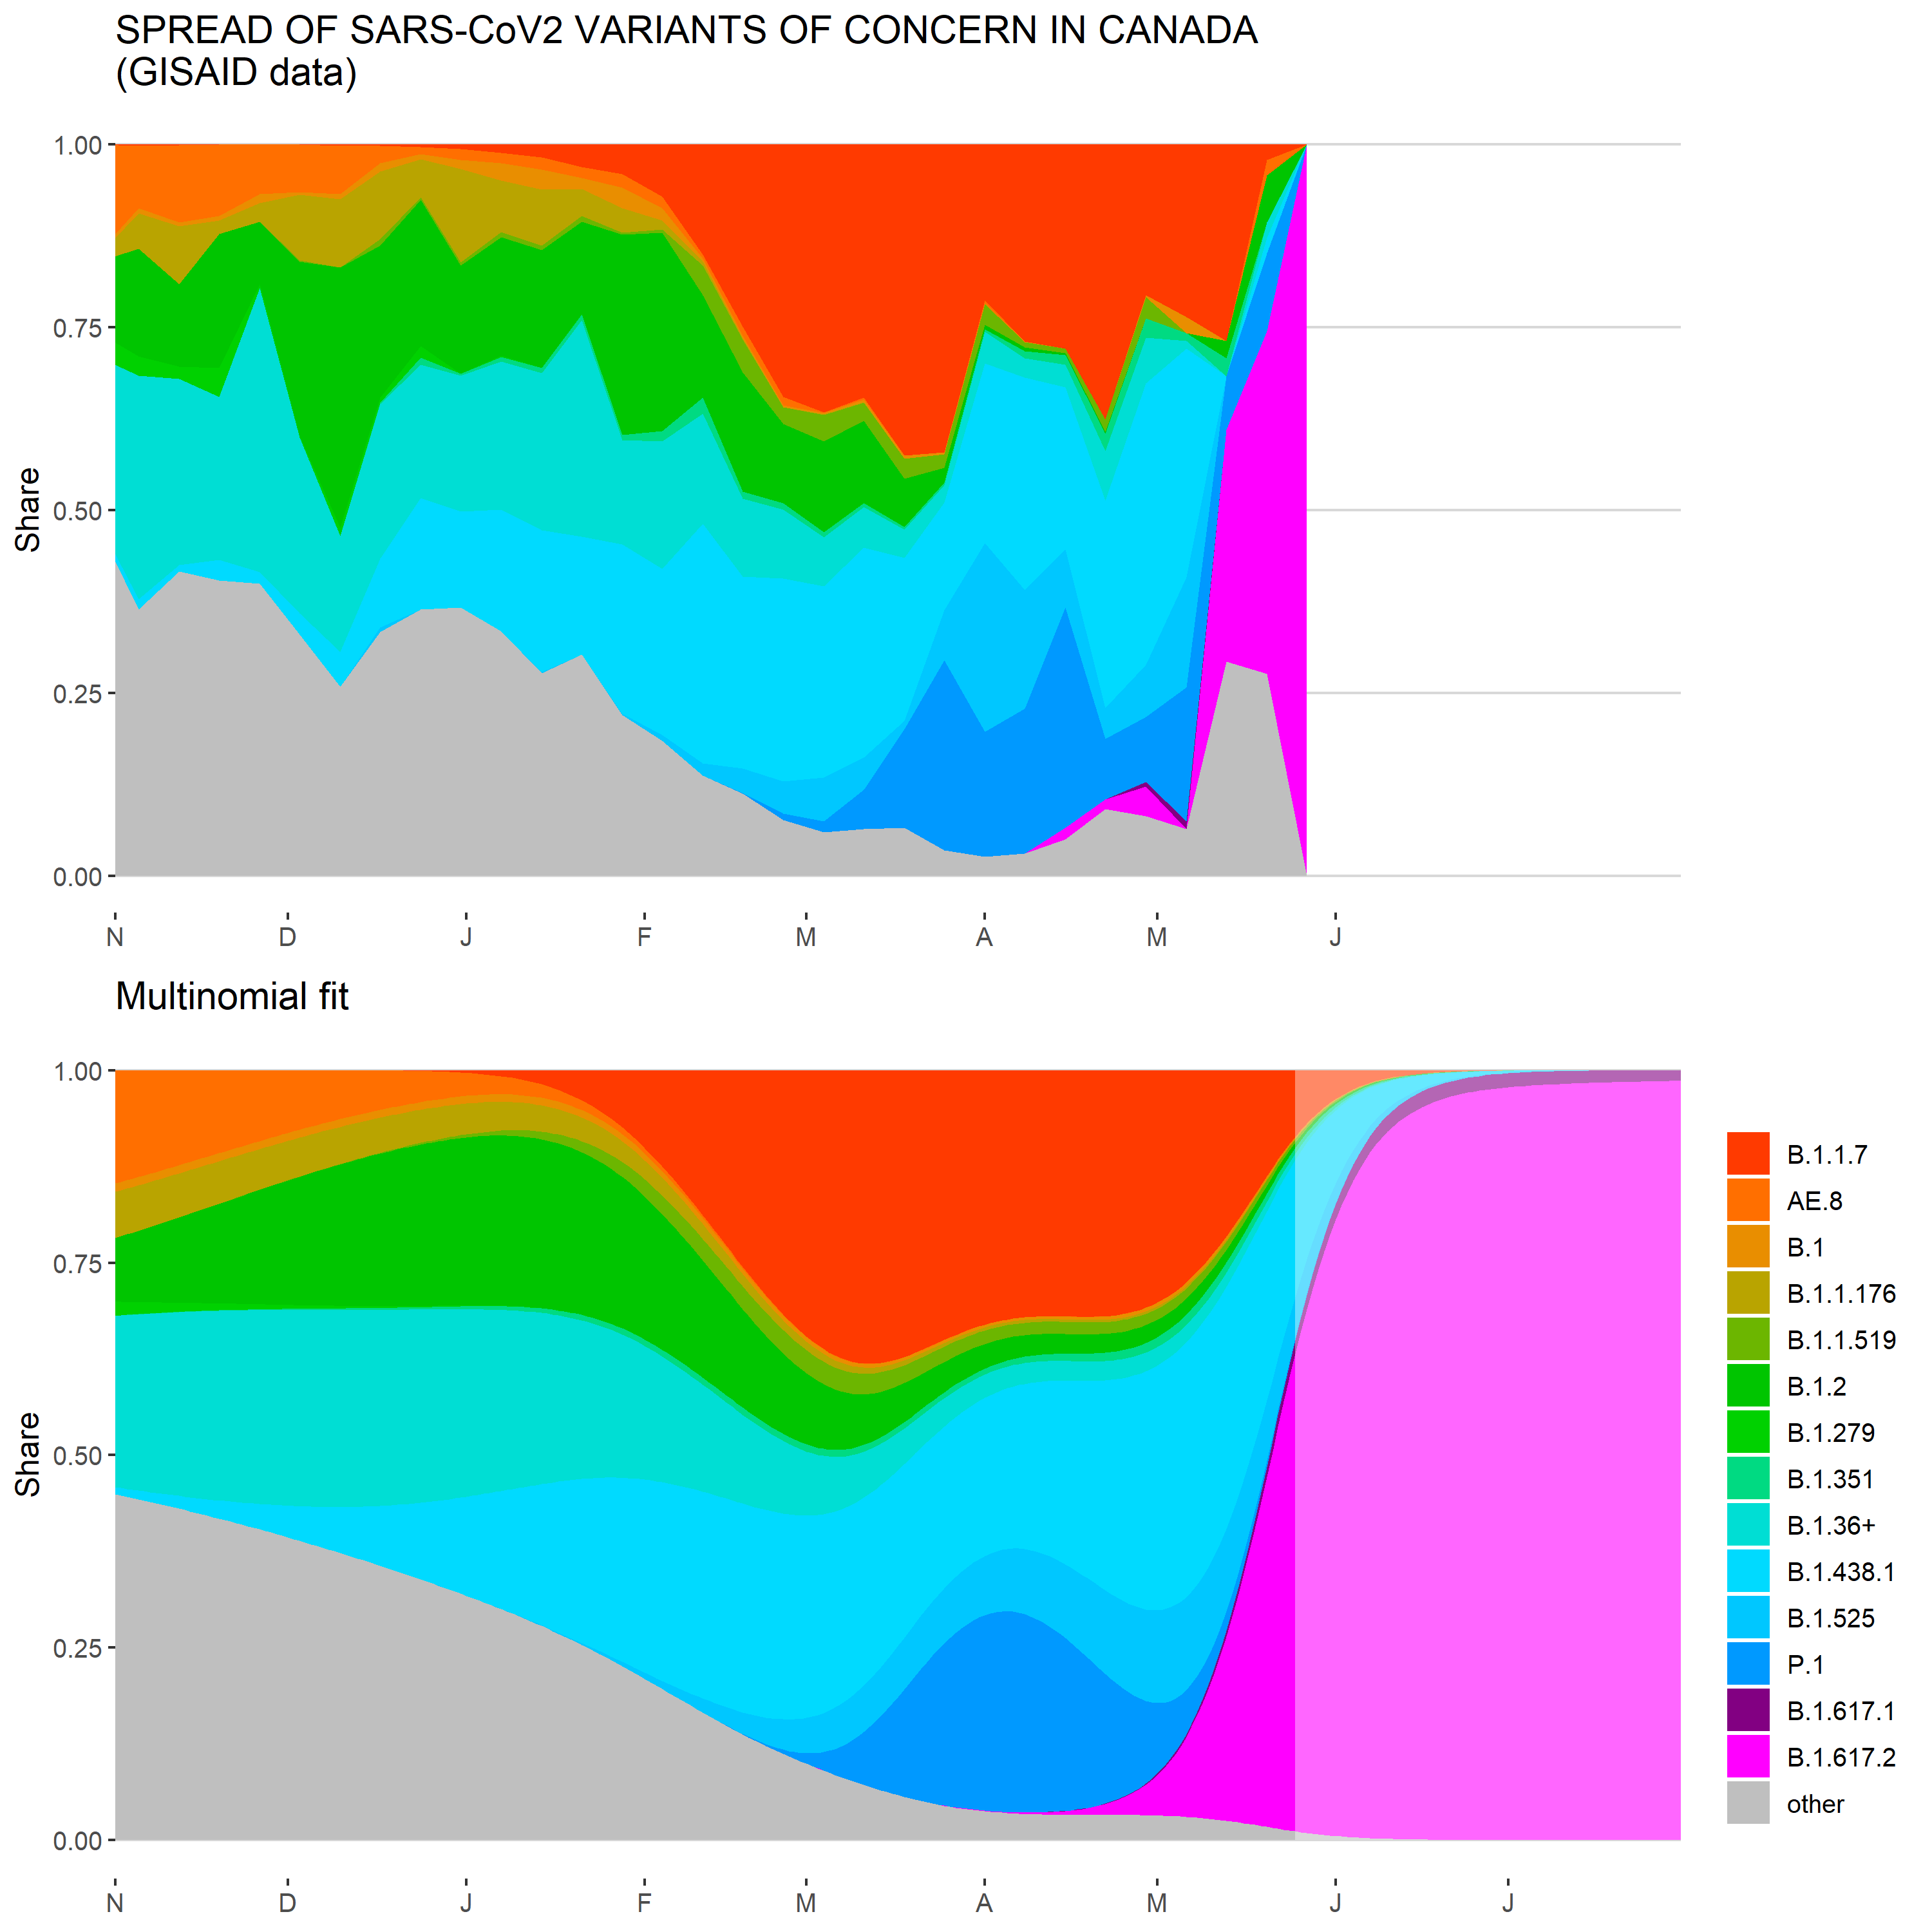 SPREAD OF SARS-CoV2 VARIANTS OF CONCERN IN CANADA
(GISAID data)
1.00
0.75
0.50
0.25
0.00
Share
N D J F M A M J
Multinomial fit
1.00
0.75
0.50
0.25
0.00
Share
N D J F M A M J J
B.1.1.7
AE.8
B.1
B.1.1.176
B.1.1.519
B.1.2
B.1.279
B.1.351
B.1.36+
B.1.438.1
B.1.525
P.1
B.1.617.1
B.1.617.2
other